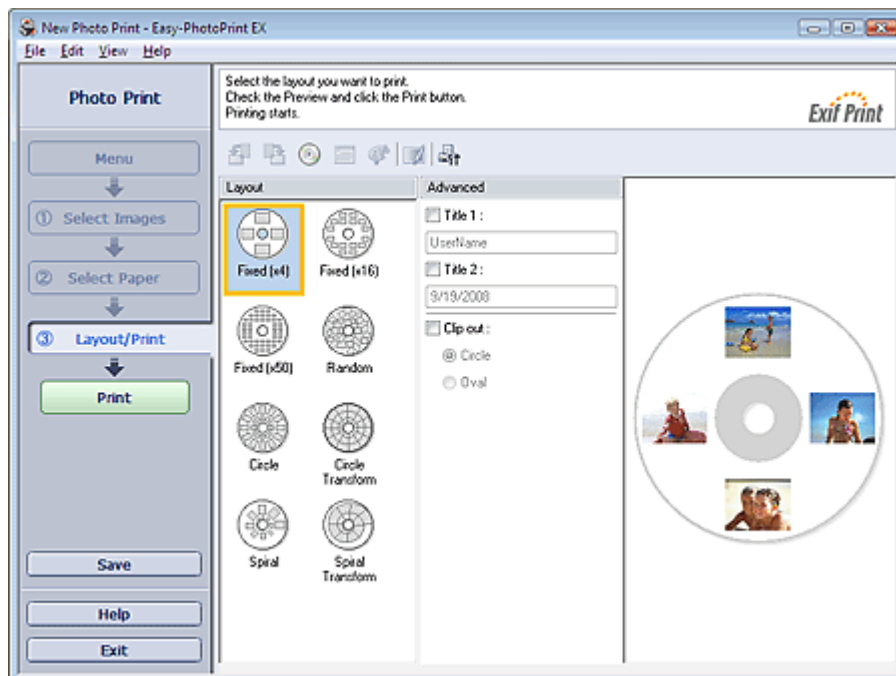 New Photo Print - Easy-PhotoPrint EX
File Edit View Help
Photo Print
Select the layout you want to print.
Check the Preview and click the Print button.
Printing starts.
Exif Print
Menu
① Select Images
② Select Paper
③ Layout/Print
Print
Save
Help
Exit
Layout
Fixed (x4)
Fixed (x16)
Fixed (x50)
Random
Circle
Circle
Transform
Spiral
Spiral
Transform
Advanced
Title 1 :
UserName
Title 2 :
9/19/2008
Clip out :
Circle
Oval